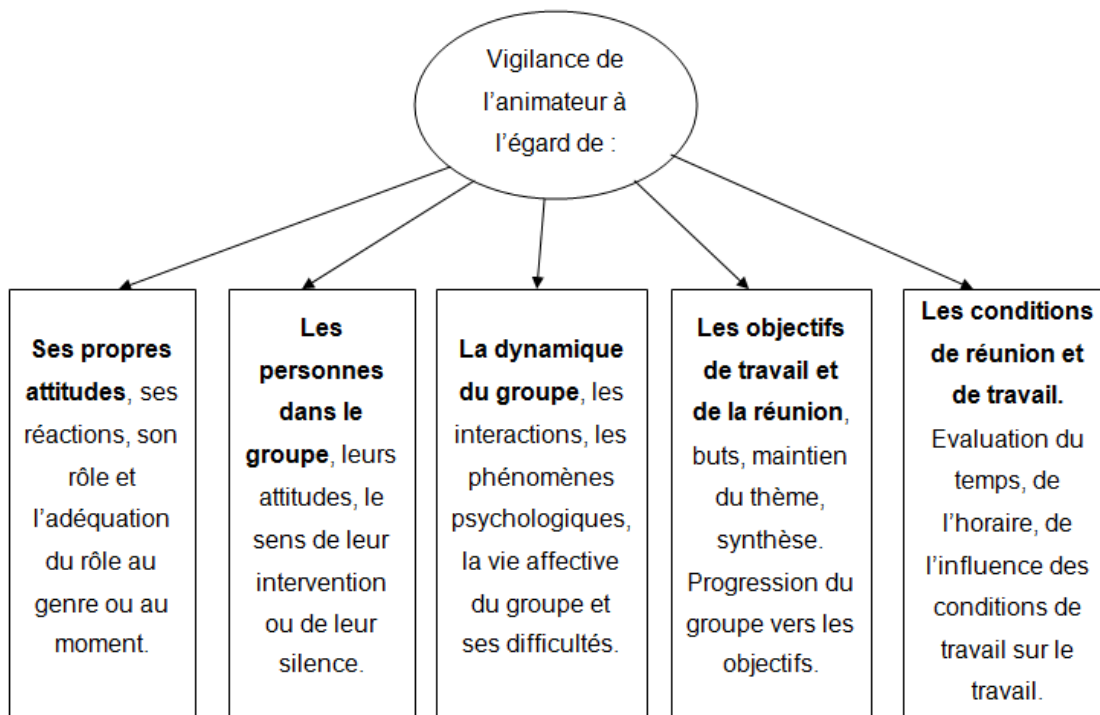 Vigilance de
l’animateur à
l’égard de :
Ses propres
attitudes, ses
réactions, son
rôle et
l’adéquation
du rôle au
genre ou au
moment.
Les
personnes
dans le
groupe, leurs
attitudes, le
sens de leur
intervention
ou de leur
silence.
La dynamique
du groupe, les
interactions, les
phénomènes
psychologiques,
la vie affective
du groupe et
ses difficultés.
Les objectifs
de travail et
de la réunion,
buts, maintien
du thème,
synthèse.
Progression du
groupe vers les
objectifs.
Les conditions
de réunion et
de travail.
Evaluation du
temps, de
l’horaire, de
l’influence des
conditions de
travail sur le
travail.